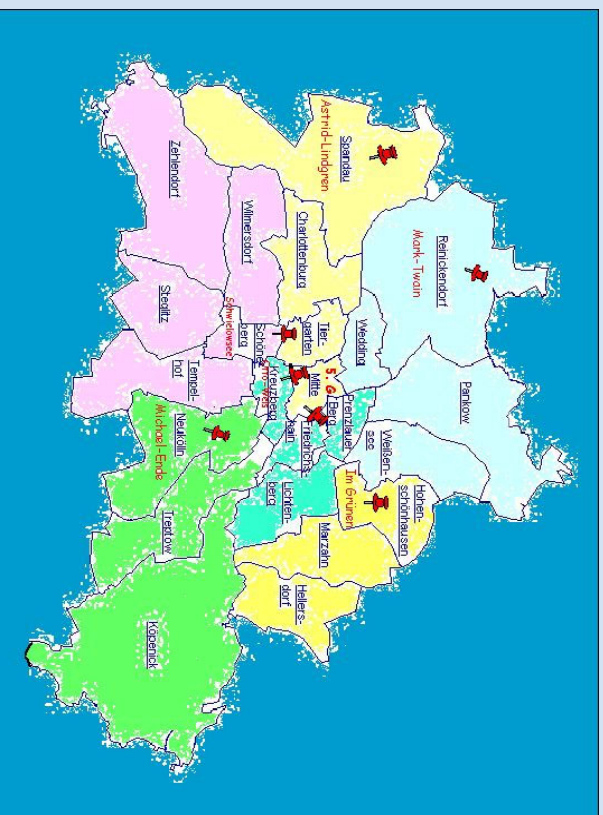 Pankow
Reinickendorf
Mark-Twain
Hohen-
schönhausen
Weißen-
see
Wedding
Spandau
Astrid-Lindgren
Prenzlauer
Berg
Im Grünen
5. G
Marzahn
Tier-
garten
Mitte
Friedrichs-
hain
Hellers-
dorf
Charlottenburg
Lichten-
berg
Kreuzberg
Schöne-
berg
Wilmersdorf
Schwielowsee
Tempel-
hof
Neukölln
Michael-Ende
Zehlendorf
Treptow
Köpenick
Steglitz